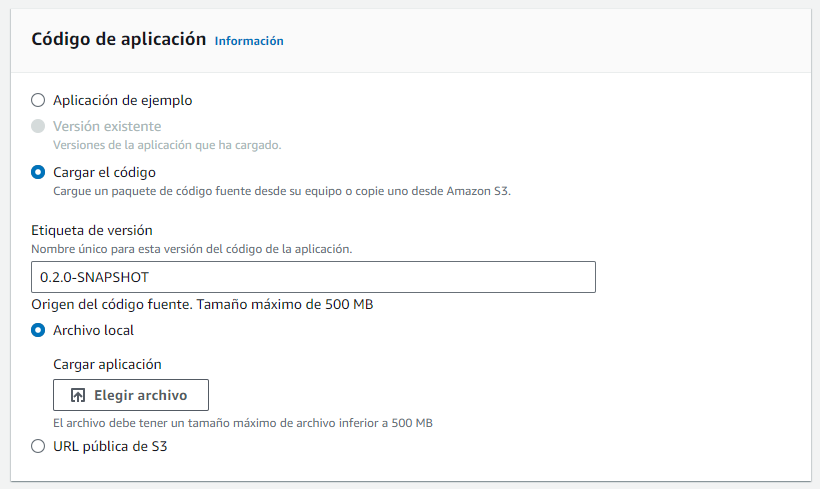 Código de aplicación Información
Aplicación de ejemplo
Versión existente
Versiones de la aplicación que ha cargado.
Cargar el código
Cargue un paquete de código fuente desde su equipo o copie uno desde Amazon S3.
Etiqueta de versión
Nombre único para esta versión del código de la aplicación.
0.2.0-SNAPSHOT
Origen del código fuente. Tamaño máximo de 500 MB
Archivo local
Cargar aplicación
Elegir archivo
El archivo debe tener un tamaño máximo de archivo inferior a 500 MB
URL pública de S3